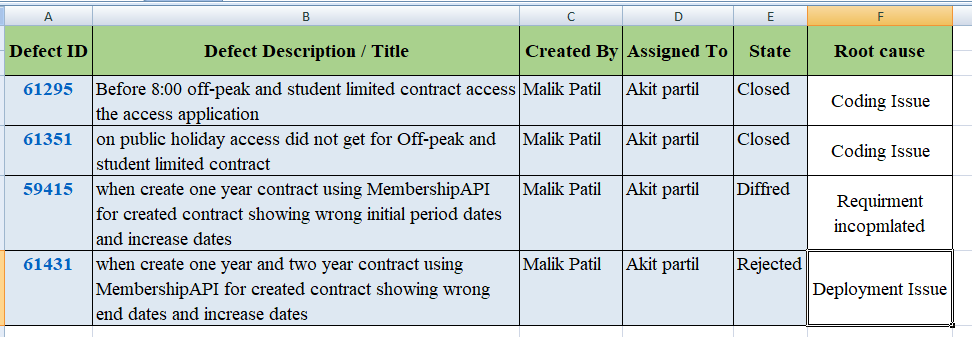 A B C D E F
Defect ID Defect Description / Title Created By Assigned To State Root cause
61295 Before 8:00 off-peak and student limited contract access Malik Patil Akit partil Closed Coding Issue
the access application
61351 on public holiday access did not get for Off-peak and Malik Patil Akit partil Closed Coding Issue
student limited contract
59415 when create one year contract using MembershipAPI Malik Patil Akit partil Diffred Requirment
for created contract showing wrong initial period dates incopmlated
and increase dates
61431 when create one year and two year contract using Malik Patil Akit partil Rejected Deployment Issue
MembershipAPI for created contract showing wrong
end dates and increase dates